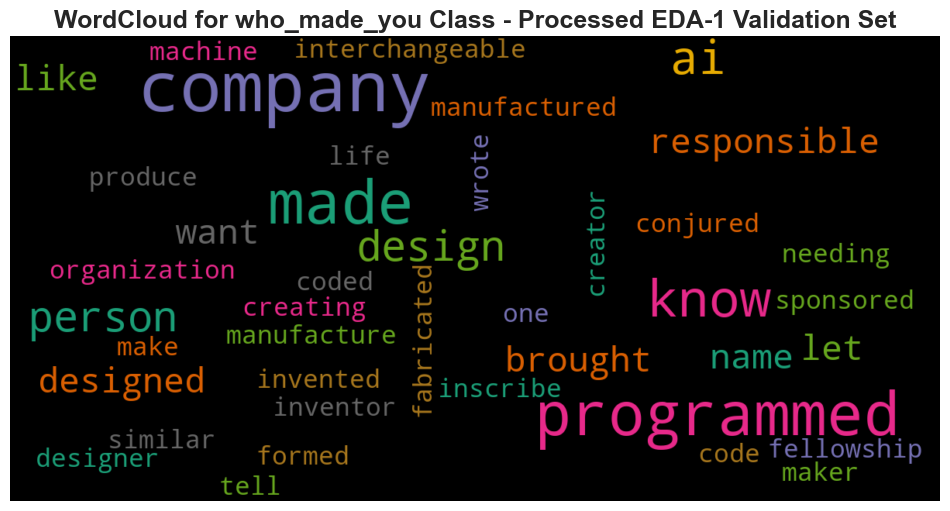 WordCloud for who_made_you Class - Processed EDA-1 Validation Set
machine
interchangeable
ai
like
company
manufactured
responsible
life
wrote
produce
made
creator
want
design
conjured
needing
organization
coded
fabricated
creating
know
sponsored
person
one
manufacture
make
brought
name
let
designed
invented
inscribe
inventor
programmed
similar
designer
formed
code
fellowship
maker
tell